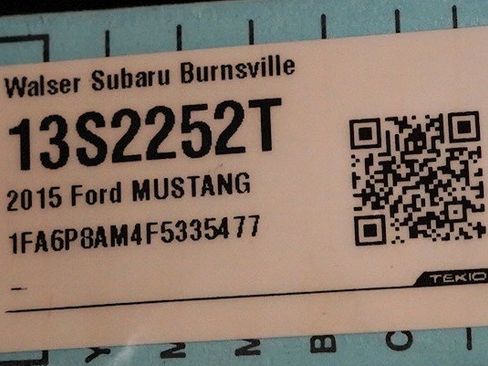 Walser Subaru Burnsville
13S2252T
2015 Ford MUSTANG
1FA6P8AM4F5335477
TEKIO